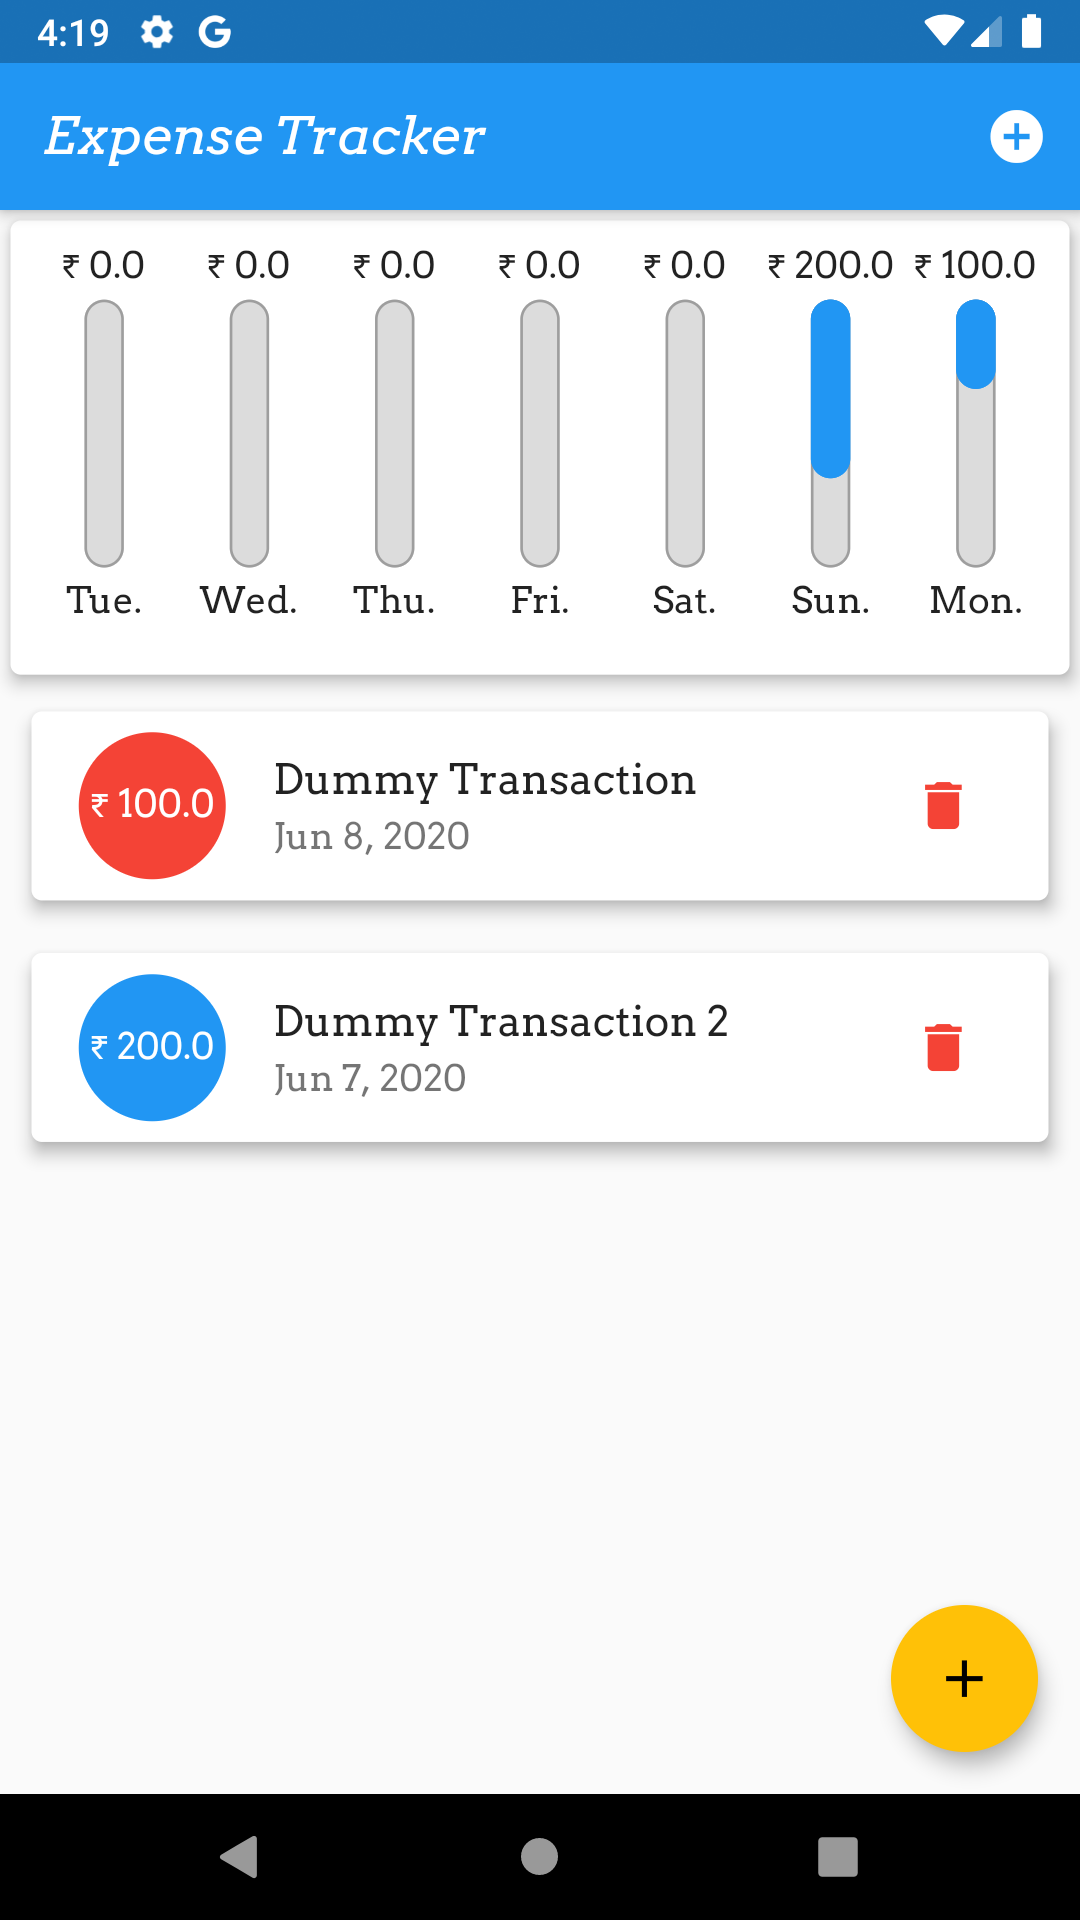 4:19
Expense Tracker
₹ 0.0 ₹ 0.0 ₹ 0.0 ₹ 0.0 ₹ 0.0 ₹ 200.0 ₹ 100.0
Tue. Wed. Thu. Fri. Sat. Sun. Mon.
₹ 100.0
Dummy Transaction
Jun 8, 2020
₹ 200.0
Dummy Transaction 2
Jun 7, 2020